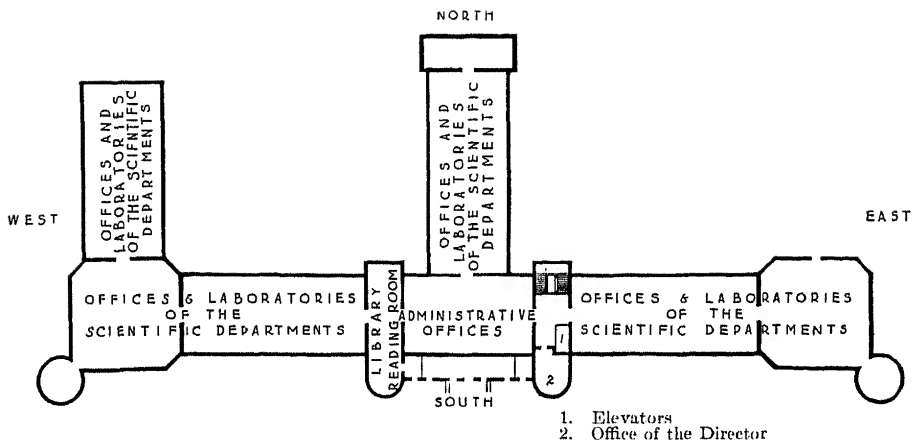 NORTH
OFFICES AND
LABORATORIES
OF THE SCIENTIFIC
DEPARTMENTS
OFFICES AND
LABORATORIES
OF THE SCIENTIFIC
DEPARTMENTS
WEST
EAST
OFFICES & LABORATORIES
OF THE
SCIENTIFIC DEPARTMENTS
LIBRARY
READING ROOM
ADMINISTRATIVE
OFFICES
1
2
OFFICES & LABORATORIES
OF THE
SCIENTIFIC DEPARTMENTS
SOUTH
1. Elevators
2. Office of the Director